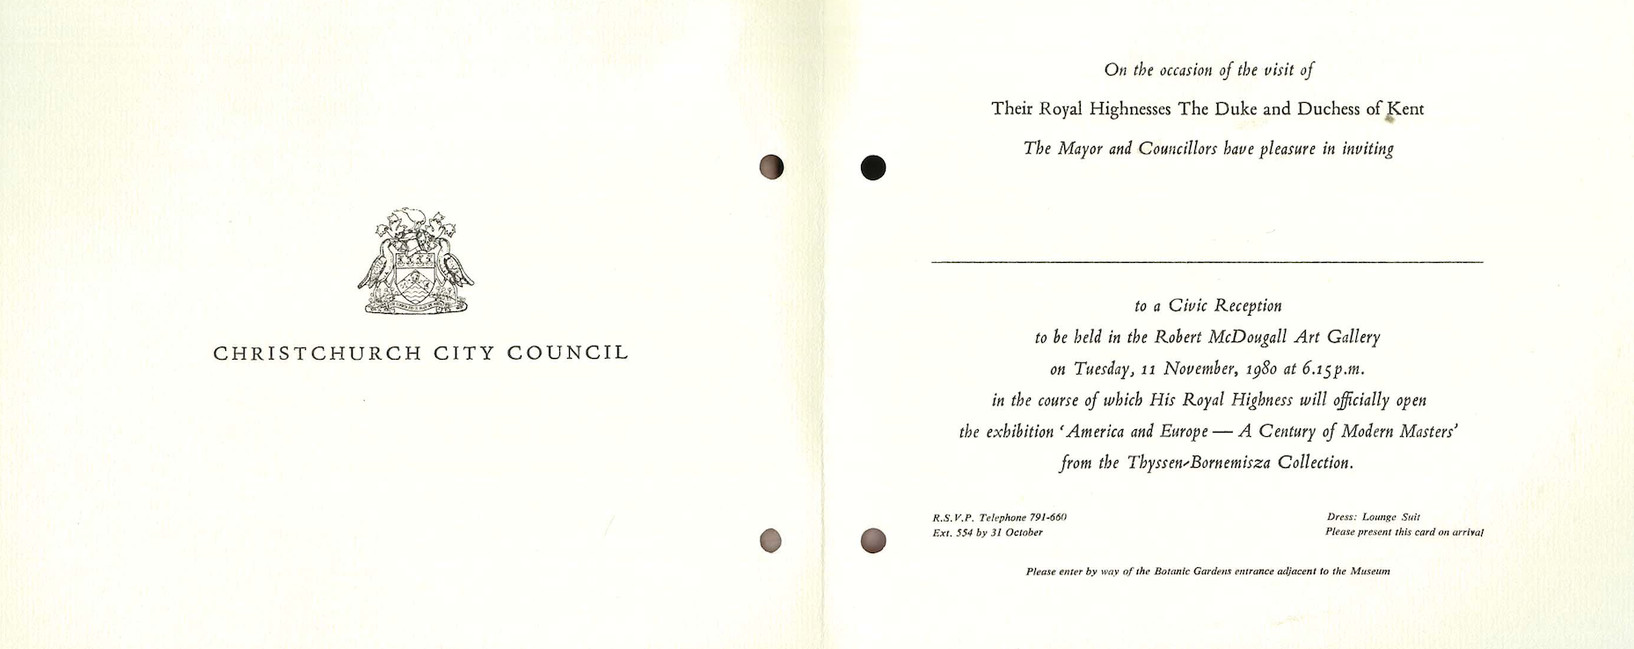 CHRISTCHURCH CITY COUNCIL
On the occasion of the visit of
Their Royal Highnesses The Duke and Duchess of Kent
The Mayor and Councillors have pleasure in inviting
to a Civic Reception
to be held in the Robert McDougall Art Gallery
on Tuesday, 11 November, 1980 at 6.15p.m.
in the course of which His Royal Highness will officially open
the exhibition ‘America and Europe — A Century of Modern Masters’
from the Thyssen-Bornemisza Collection.
R.S.V.P. Telephone 791-660
Ext. 554 by 31 October
Dress: Lounge Suit
Please present this card on arrival
Please enter by way of the Botanic Gardens entrance adjacent to the Museum